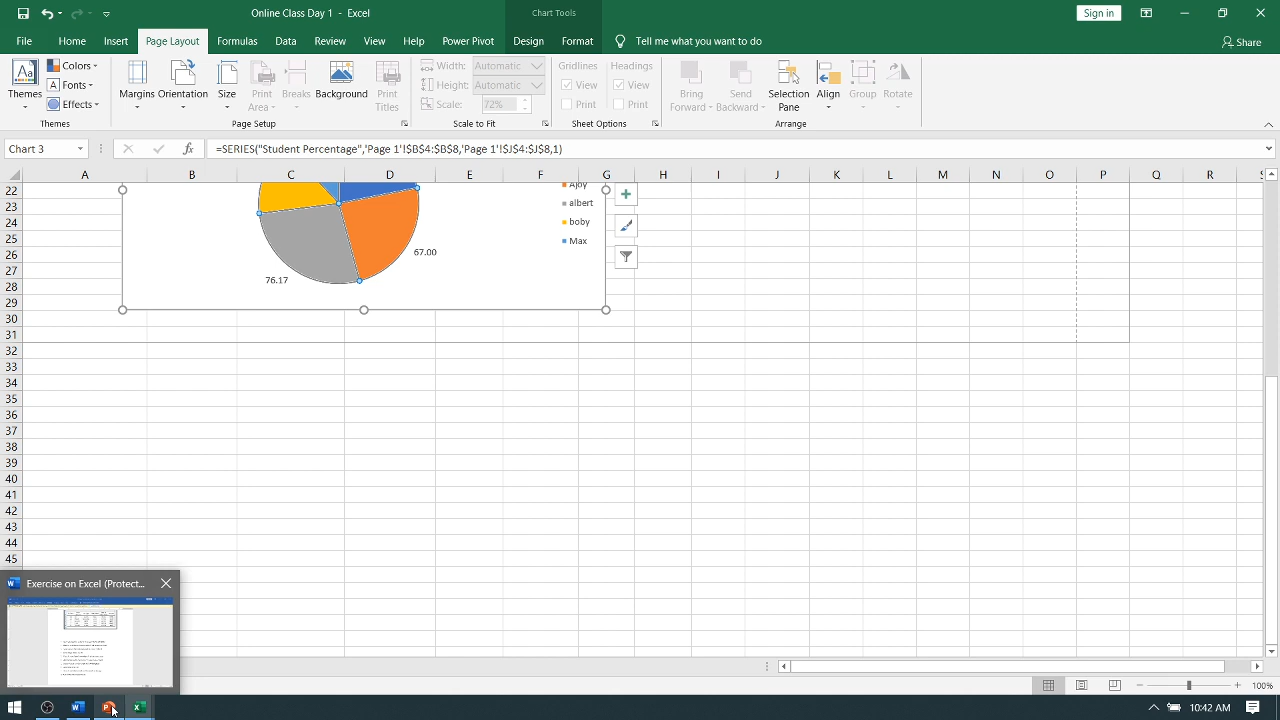 Online Class Day 1 - Excel
Chart Tools
Sign in
File
Home
Insert
Page Layout
Formulas
Data
Review
View
Help
Power Pivot
Design
Format
Tell me what you want to do
Share
Themes
Colors
Fonts
Effects
Themes
Margins
Orientation
Size
Print
Area
Breaks
Background
Print
Titles
Page Setup
Width:
Automatic
Height:
Automatic
Scale:
72%
Scale to Fit
Gridlines
View
Print
Headings
View
Print
Sheet Options
Bring
Forward
Send
Backward
Selection
Pane
Align
Group
Rotate
Arrange
Chart 3
fx
=SERIES("Student Percentage",'Page 1'!$B$4:$B$8,'Page 1'!$J$4:$J$8,1)
A B C D E F G H I J K L M N O P Q R S
22
23
24
25
26
27
28
29
30
31
32
33
34
35
36
37
38
39
40
41
42
43
44
45
Ajoy
albert
boby
Max
67.00
76.17
Exercise on Excel (Protect...
100%
10:42 AM